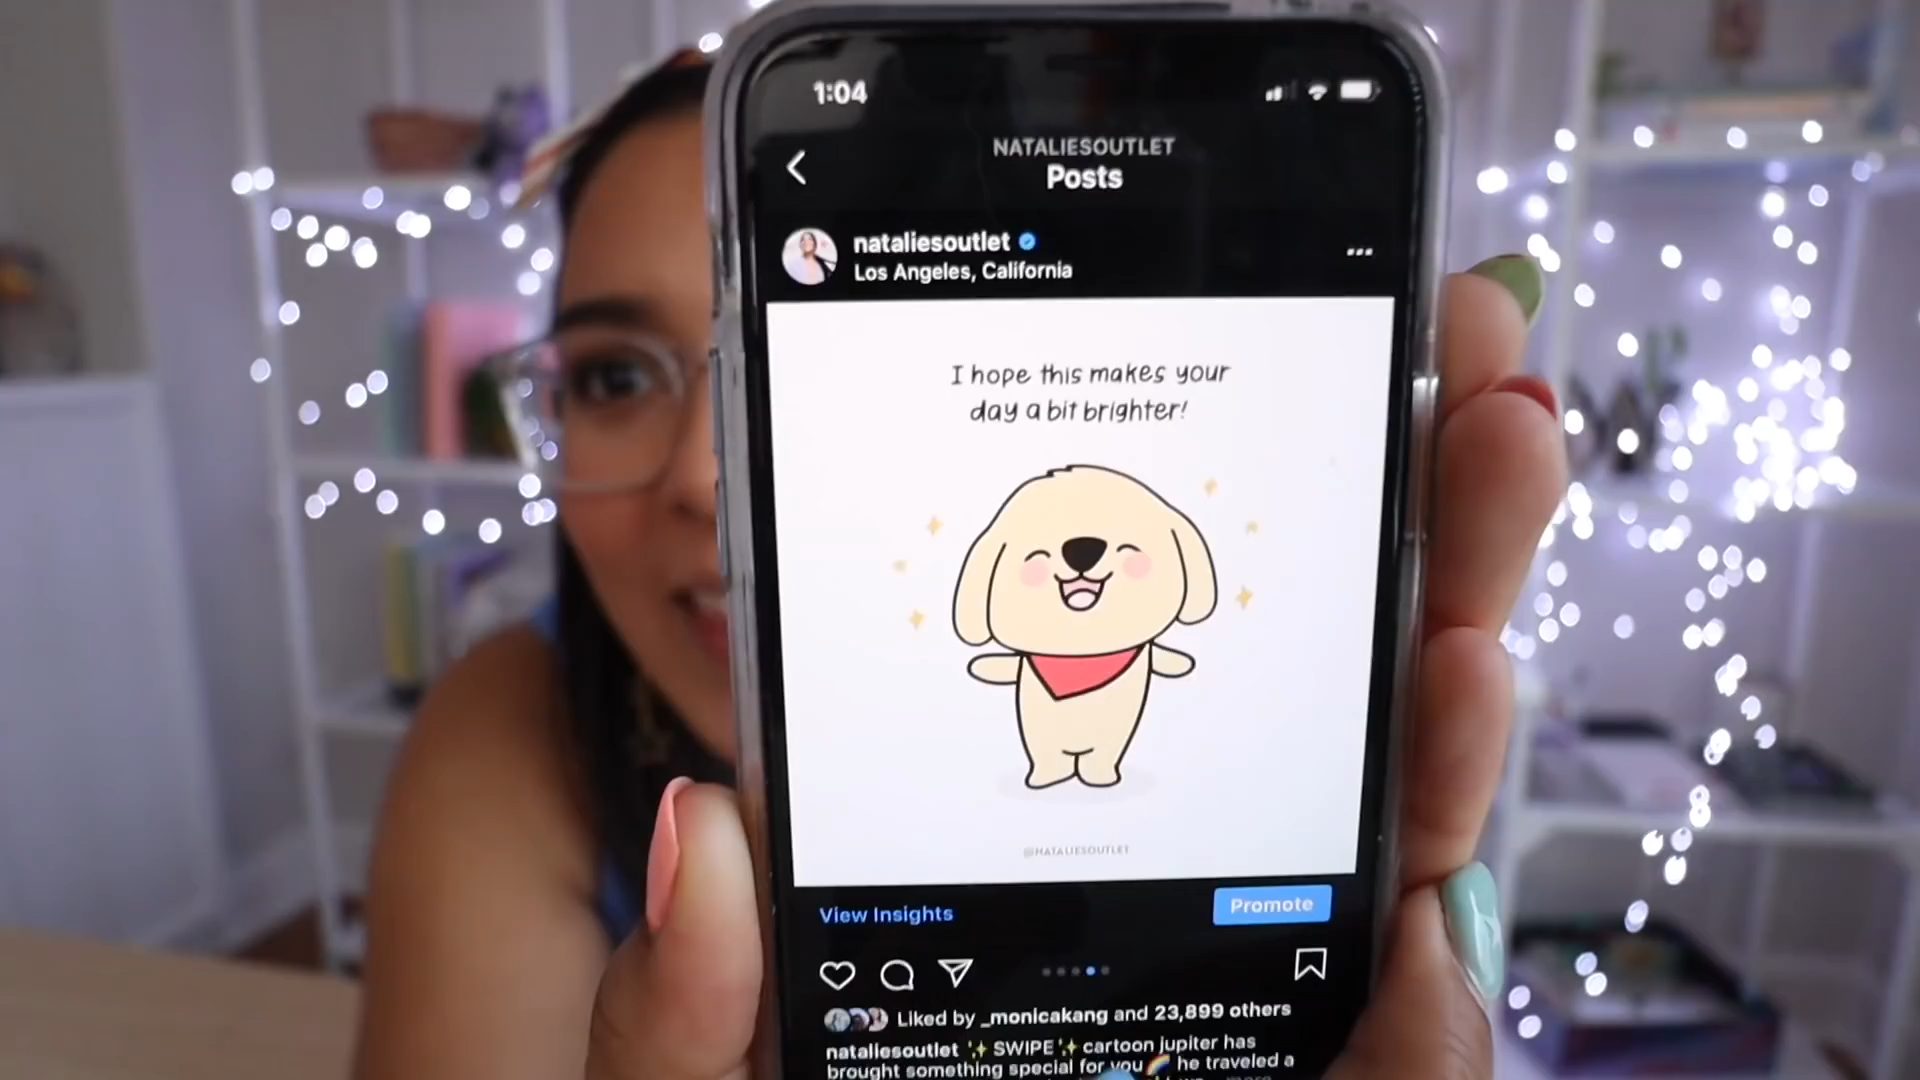 1:04
NATALIESOUTLET
Posts
nataliesoutlet
Los Angeles, California
I hope this makes your
day a bit brighter!
@NATALIESOUTLET
View Insights
Promote
Liked by _monicakang and 23,899 others
nataliesoutlet ✨ SWIPE ✨ cartoon jupiter has
brought something special for you 🌈 he traveled a